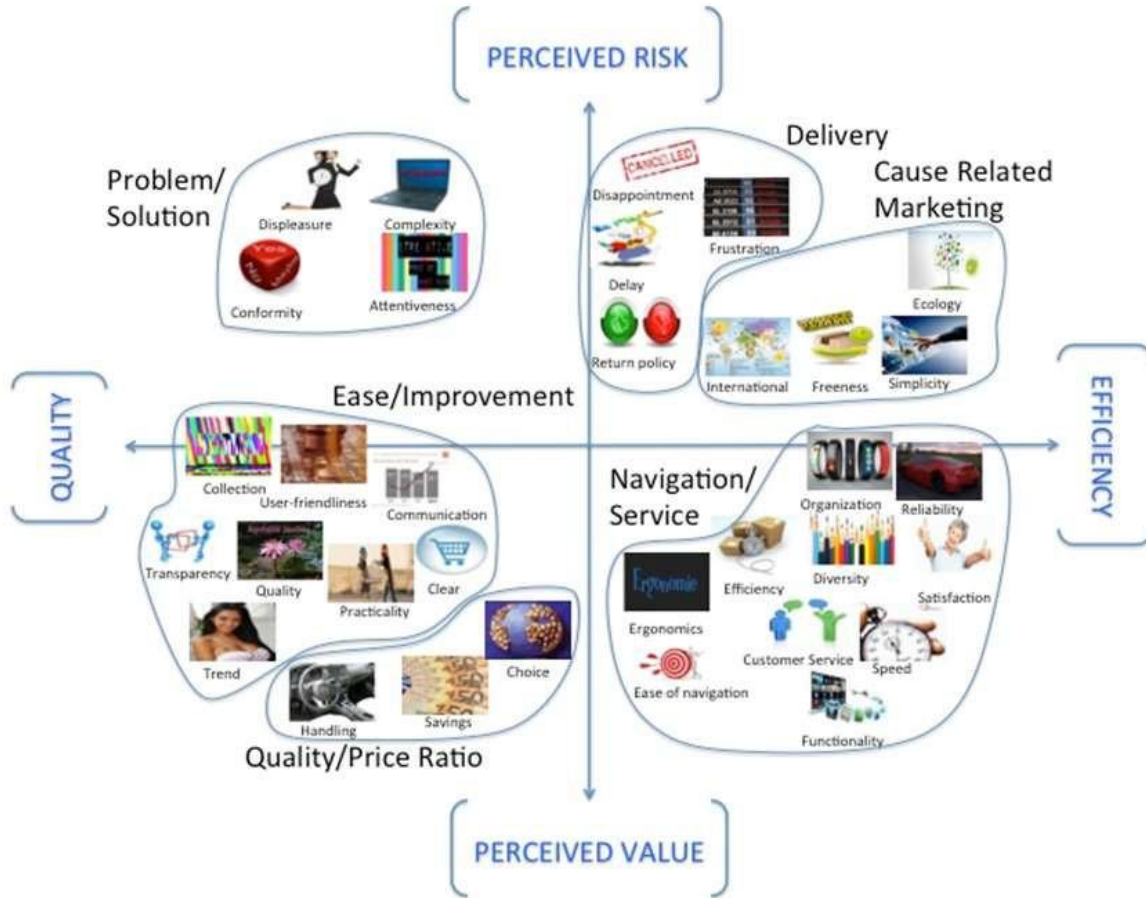 PERCEIVED RISK
Delivery
Problem/
Solution
Cause Related
Marketing
CANCELLED
Disappointment
Displeasure
Complexity
Frustration
Yes
No
Maybe
Delay
Ecology
Conformity
Attentiveness
Return policy
International
Freeness
Simplicity
QUALITY
EFFICIENCY
Ease/Improvement
Navigation/
Service
Collection
User-friendliness
Communication
Organization
Reliability
Transparency
Quality
Practicality
Clear
Ergonomie
Efficiency
Diversity
Satisfaction
Ergonomics
Customer Service
Speed
Trend
Choice
Ease of navigation
Handling
Savings
Functionality
Quality/Price Ratio
PERCEIVED VALUE